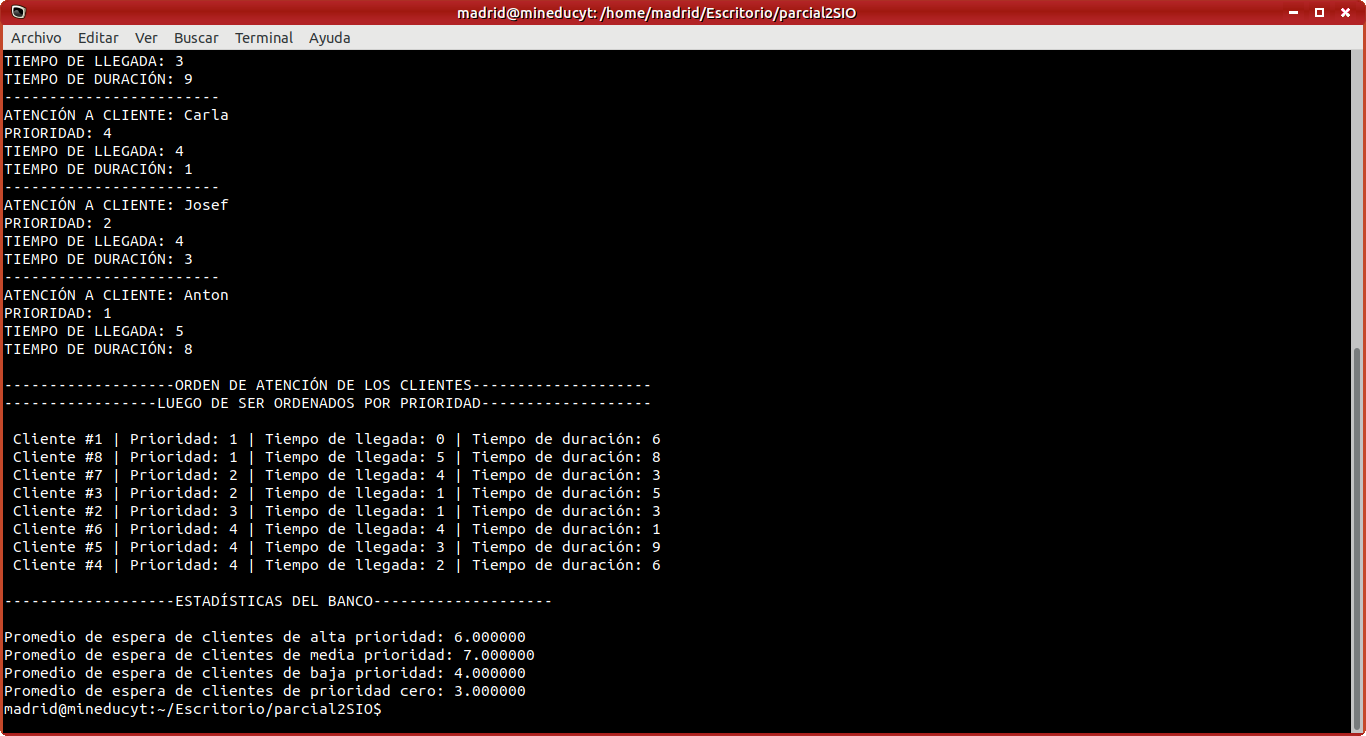 madrid@mineducyt: /home/madrid/Escritorio/parcial2SIO
Archivo Editar Ver Buscar Terminal Ayuda
TIEMPO DE LLEGADA: 3
TIEMPO DE DURACIÓN: 9
------------------------
ATENCIÓN A CLIENTE: Carla
PRIORIDAD: 4
TIEMPO DE LLEGADA: 4
TIEMPO DE DURACIÓN: 1
------------------------
ATENCIÓN A CLIENTE: Josef
PRIORIDAD: 2
TIEMPO DE LLEGADA: 4
TIEMPO DE DURACIÓN: 3
------------------------
ATENCIÓN A CLIENTE: Anton
PRIORIDAD: 1
TIEMPO DE LLEGADA: 5
TIEMPO DE DURACIÓN: 8
-------------------ORDEN DE ATENCIÓN DE LOS CLIENTES--------------------
-----------------LUEGO DE SER ORDENADOS POR PRIORIDAD-------------------
Cliente #1 | Prioridad: 1 | Tiempo de llegada: 0 | Tiempo de duración: 6
Cliente #8 | Prioridad: 1 | Tiempo de llegada: 5 | Tiempo de duración: 8
Cliente #7 | Prioridad: 2 | Tiempo de llegada: 4 | Tiempo de duración: 3
Cliente #3 | Prioridad: 2 | Tiempo de llegada: 1 | Tiempo de duración: 5
Cliente #2 | Prioridad: 3 | Tiempo de llegada: 1 | Tiempo de duración: 3
Cliente #6 | Prioridad: 4 | Tiempo de llegada: 4 | Tiempo de duración: 1
Cliente #5 | Prioridad: 4 | Tiempo de llegada: 3 | Tiempo de duración: 9
Cliente #4 | Prioridad: 4 | Tiempo de llegada: 2 | Tiempo de duración: 6
-------------------ESTADÍSTICAS DEL BANCO--------------------
Promedio de espera de clientes de alta prioridad: 6.000000
Promedio de espera de clientes de media prioridad: 7.000000
Promedio de espera de clientes de baja prioridad: 4.000000
Promedio de espera de clientes de prioridad cero: 3.000000
madrid@mineducyt:~/Escritorio/parcial2SIO$